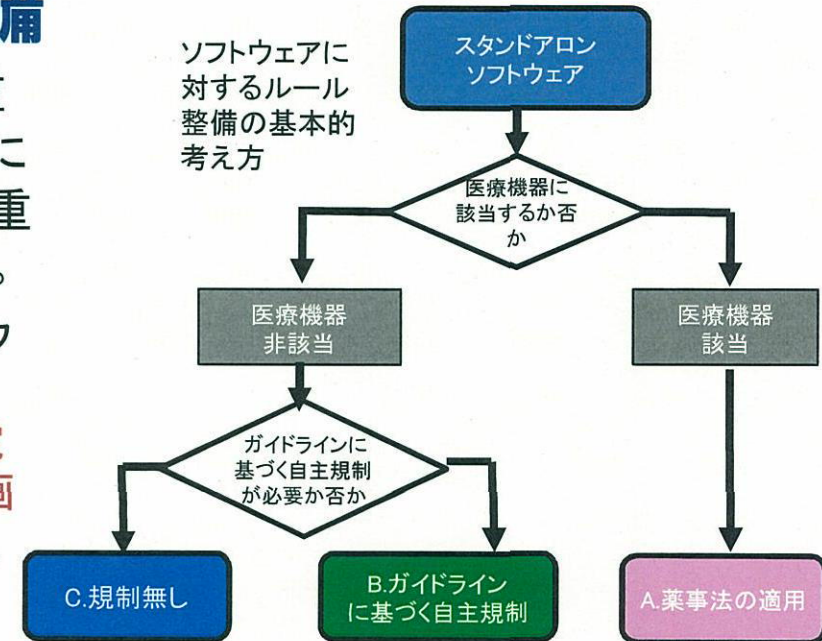 備
に
重
。
ソフトウェアに
対するルール
整備の基本的
考え方
スタンドアロン
ソフトウェア
医療機器に
該当するか否
か
医療機器
非該当
医療機器
該当
ガイドラインに
基づく自主規制
が必要か否か
C.規制無し
B.ガイドライン
に基づく自主規制
A.薬事法の適用